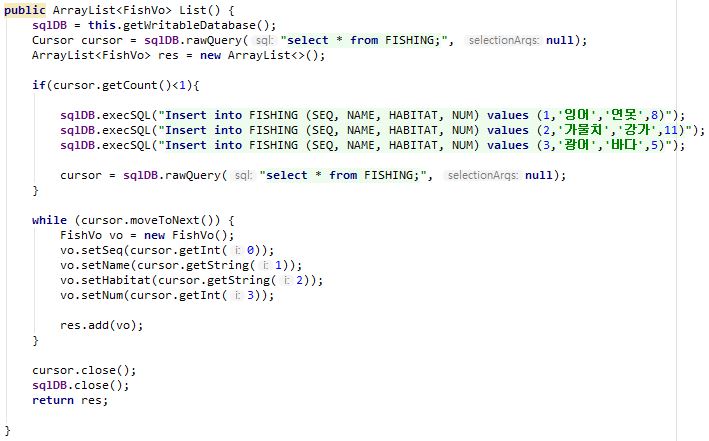 public ArrayList<FishVo> List() {
sqlDB = this.getWritableDatabase();
Cursor cursor = sqlDB.rawQuery( sql: "select * from FISHING;", selectionArgs: null);
ArrayList<FishVo> res = new ArrayList<>();
if(cursor.getCount()<1){
sqlDB.execSQL("Insert into FISHING (SEQ, NAME, HABITAT, NUM) values (1,'잉어','연못',8)");
sqlDB.execSQL("Insert into FISHING (SEQ, NAME, HABITAT, NUM) values (2,'가물치','강가',11)");
sqlDB.execSQL("Insert into FISHING (SEQ, NAME, HABITAT, NUM) values (3,'광어','바다',5)");
cursor = sqlDB.rawQuery( sql: "select * from FISHING;", selectionArgs: null);
}
while (cursor.moveToNext()) {
FishVo vo = new FishVo();
vo.setSeq(cursor.getInt( i: 0));
vo.setName(cursor.getString( i: 1));
vo.setHabitat(cursor.getString( i: 2));
vo.setNum(cursor.getInt( i: 3));
res.add(vo);
}
cursor.close();
sqlDB.close();
return res;
}